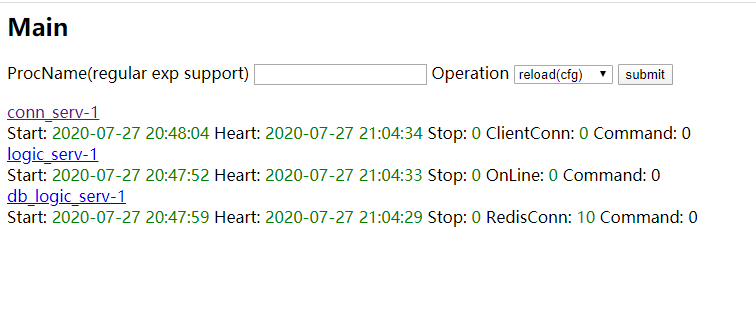 Main
ProcName(regular exp support) Operation reload(cfg) submit
conn_serv-1
Start: 2020-07-27 20:48:04 Heart: 2020-07-27 21:04:34 Stop: 0 ClientConn: 0 Command: 0
logic_serv-1
Start: 2020-07-27 20:47:52 Heart: 2020-07-27 21:04:33 Stop: 0 OnLine: 0 Command: 0
db_logic_serv-1
Start: 2020-07-27 20:47:59 Heart: 2020-07-27 21:04:29 Stop: 0 RedisConn: 10 Command: 0